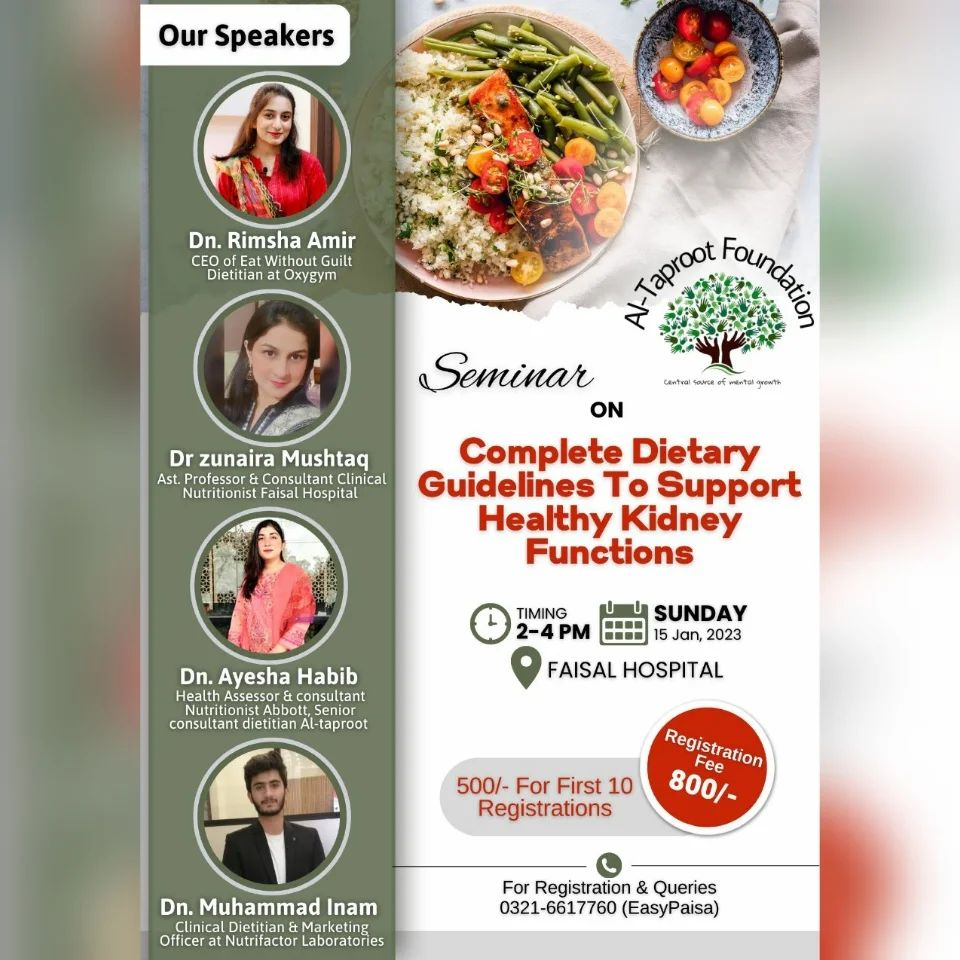 Our Speakers
Dn. Rimsha Amir
CEO of Eat Without Guilt
Dietitian at Oxygym
Dr zunaira Mushtaq
Ast. Professor & Consultant Clinical
Nutritionist Faisal Hospital
Dn. Ayesha Habib
Health Assessor & consultant
Nutritionist Abbott, Senior
consultant dietitian Al-taproot
Dn. Muhammad Inam
Clinical Dietitian & Marketing
Officer at Nutrifactor Laboratories
Al-Taproot Foundation
Central source of mental growth
Seminar
ON
Complete Dietary
Guidelines To Support
Healthy Kidney
Functions
TIMING
2-4 PM
SUNDAY
15 Jan, 2023
FAISAL HOSPITAL
Registration
Fee
800/-
500/- For First 10
Registrations
For Registration & Queries
0321-6617760 (EasyPaisa)